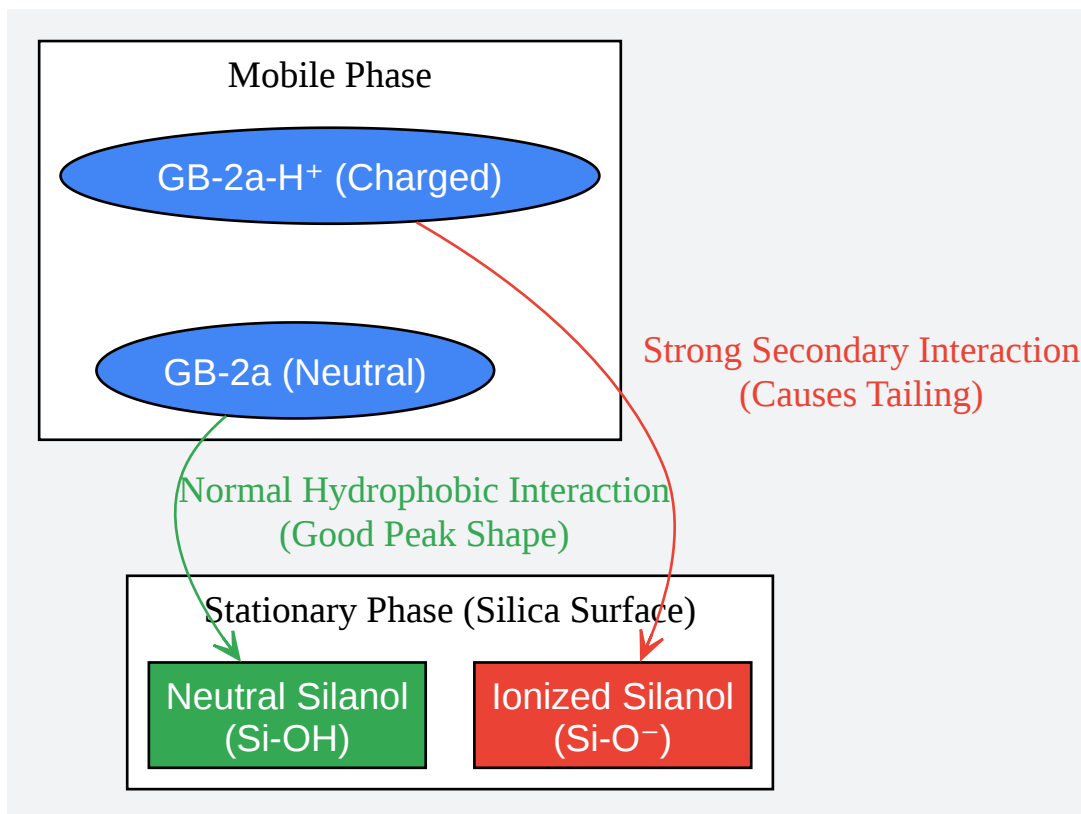 Mobile Phase
GB-2a-H⁺ (Charged)
GB-2a (Neutral)
Strong Secondary Interaction
(Causes Tailing)
Normal Hydrophobic Interaction
(Good Peak Shape)
Stationary Phase (Silica Surface)
Neutral Silanol
(Si-OH)
Ionized Silanol
(Si-O⁻)